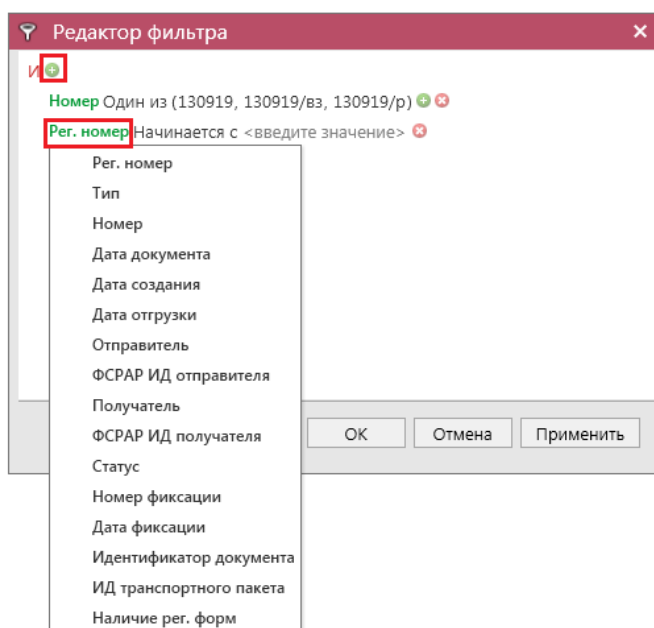 Редактор фильтра
И
Номер Один из (130919, 130919/вз, 130919/р)
Рег. номер Начинается с <введите значение>
Рег. номер
Тип
Номер
Дата документа
Дата создания
Дата отгрузки
Отправитель
ФСРАР ИД отправителя
Получатель
ФСРАР ИД получателя
ОК Отмена Применить
Статус
Номер фиксации
Дата фиксации
Идентификатор документа
ИД транспортного пакета
Наличие рег. форм